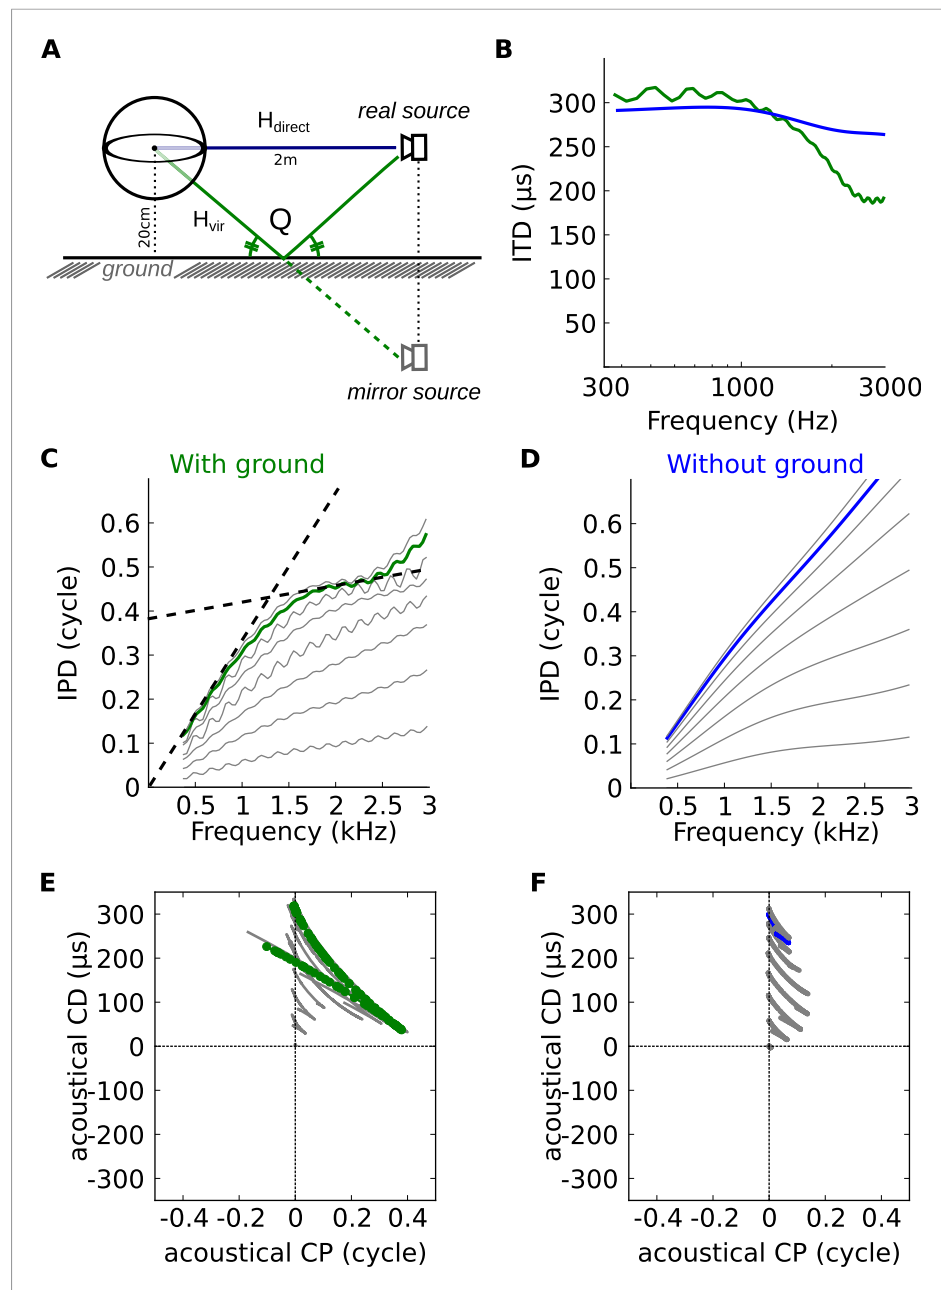 A
real source
H_direct
2m
20cm
H_vir
Q
ground
mirror source
B
ITD (µs)
300
250
200
150
100
50
300 1000 3000
Frequency (Hz)
C
With ground
IPD (cycle)
0.6
0.5
0.4
0.3
0.2
0.1
0
0.5 1 1.5 2 2.5 3
Frequency (kHz)
D
Without ground
IPD (cycle)
0.6
0.5
0.4
0.3
0.2
0.1
0
0.5 1 1.5 2 2.5 3
Frequency (kHz)
E
acoustical CD (µs)
300
200
100
0
-100
-200
-300
-0.4 -0.2 0 0.2 0.4
acoustical CP (cycle)
F
acoustical CD (µs)
300
200
100
0
-100
-200
-300
-0.4 -0.2 0 0.2 0.4
acoustical CP (cycle)